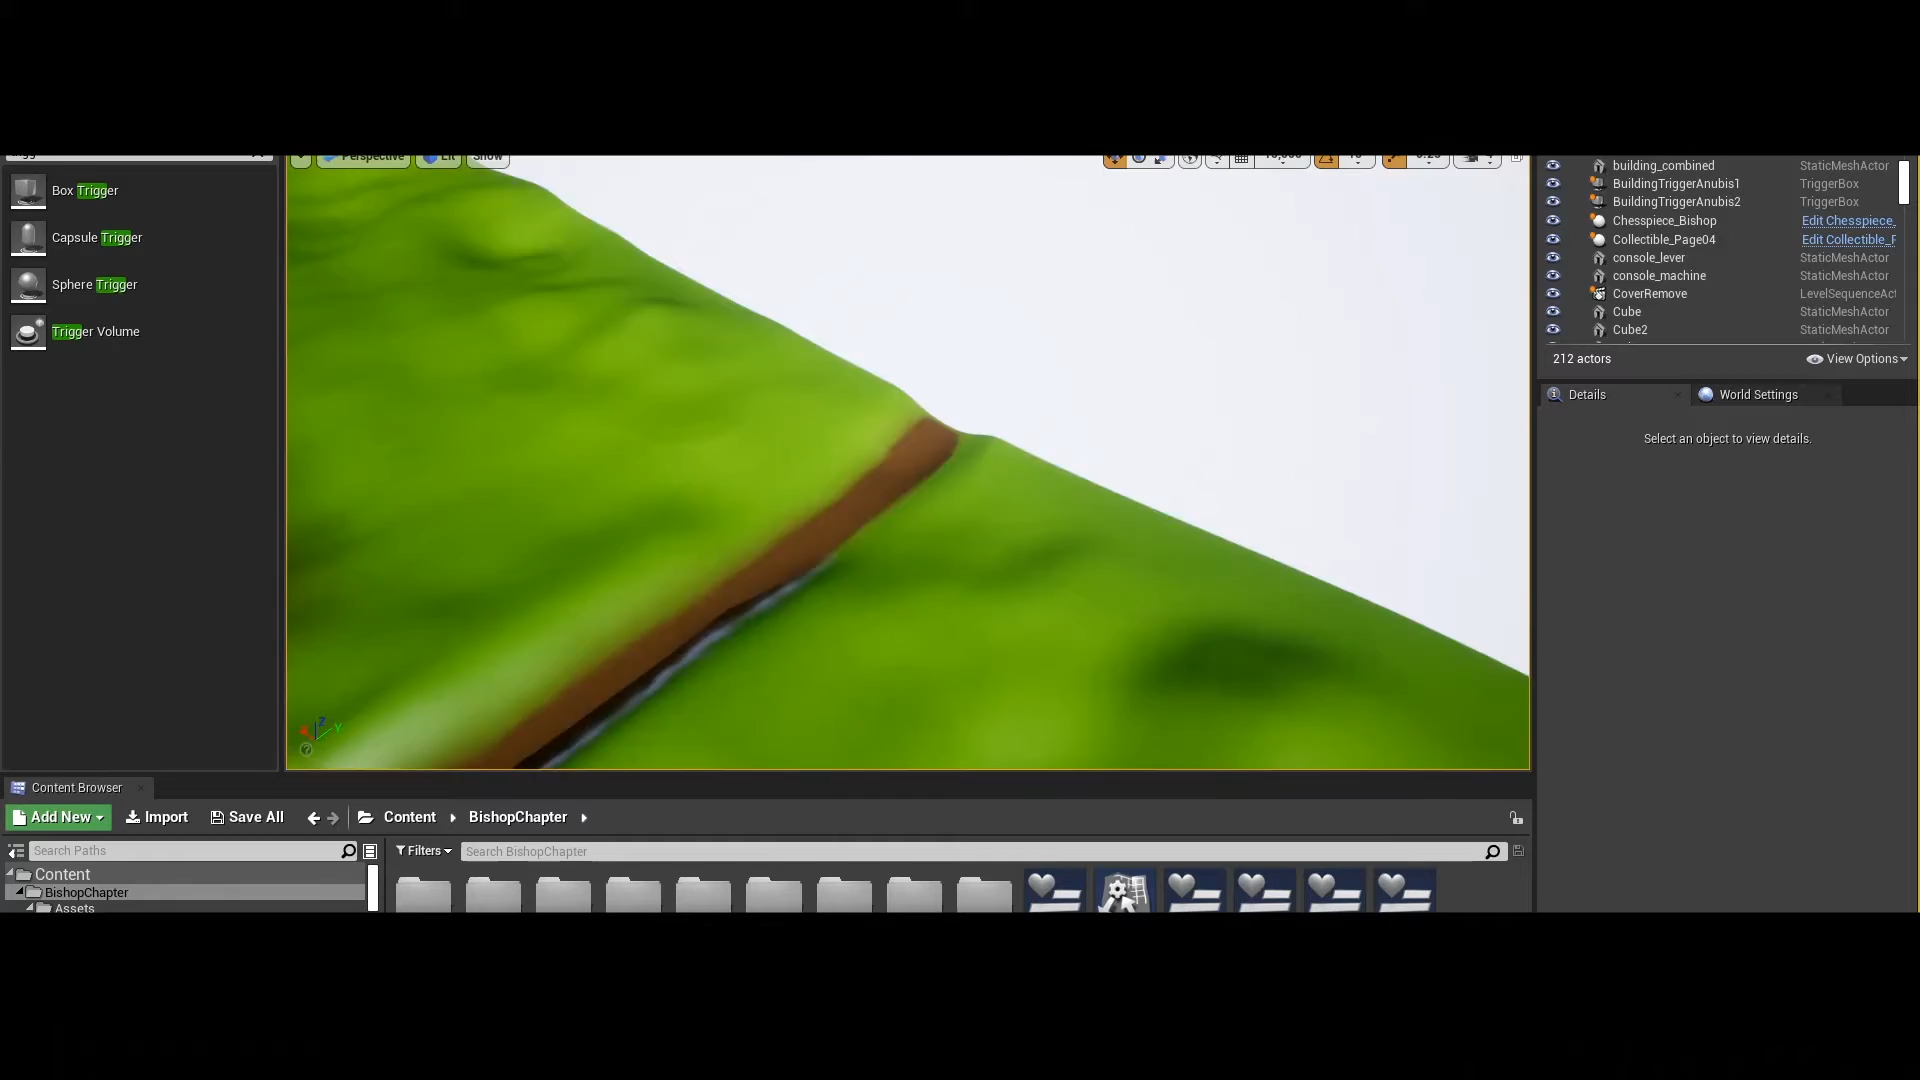 Perspective
Lit
Show
Box Trigger
Capsule Trigger
Sphere Trigger
Trigger Volume
building_combined StaticMeshActor
BuildingTriggerAnubis1 TriggerBox
BuildingTriggerAnubis2 TriggerBox
Chesspiece_Bishop Edit Chesspiece_
Collectible_Page04 Edit Collectible_P
console_lever StaticMeshActor
console_machine StaticMeshActor
CoverRemove LevelSequenceAct
Cube StaticMeshActor
Cube2 StaticMeshActor
212 actors View Options
Details World Settings
Select an object to view details.
Z
Y
Content Browser
Add New Import Save All Content BishopChapter
Search Paths Filters Search BishopChapter
Content
BishopChapter
Assets